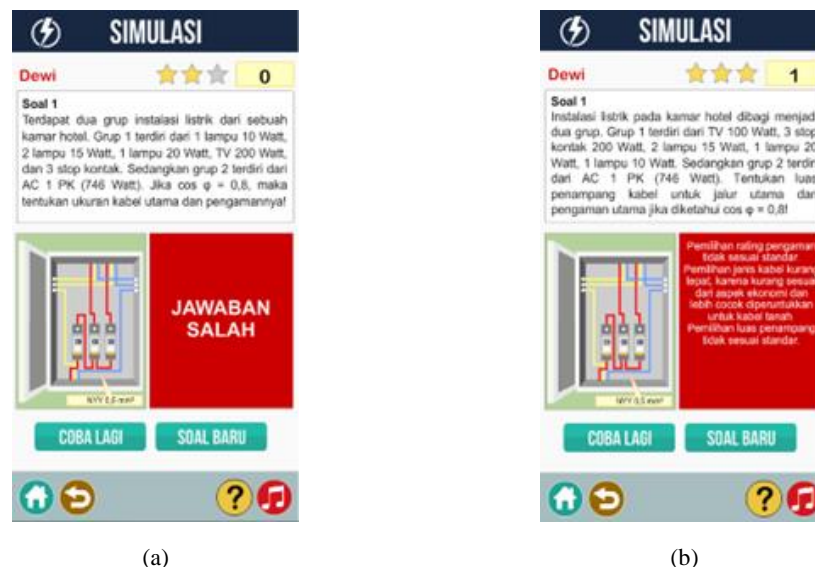 SIMULASI
Dewi
0
Soal 1
Terdapat dua grup instalasi listrik dari sebuah
kamar hotel. Grup 1 terdiri dari 1 lampu 10 Watt,
2 lampu 15 Watt, 1 lampu 20 Watt, TV 200 Watt,
dan 3 stop kontak. Sedangkan grup 2 terdiri dari
AC 1 PK (746 Watt). Jika cos φ = 0,8, maka
tentukan ukuran kabel utama dan pengamannya!
JAWABAN
SALAH
NYY 0,5 mm²
COBA LAGI
SOAL BARU
?
(a)
SIMULASI
Dewi
1
Soal 1
Instalasi listrik pada kamar hotel dibagi menjadi
dua grup. Grup 1 terdiri dari TV 100 Watt, 3 stop
kontak 200 Watt, 2 lampu 15 Watt, 1 lampu 20
Watt, 1 lampu 10 Watt. Sedangkan grup 2 terdiri
dari AC 1 PK (746 Watt). Tentukan luas
penampang kabel untuk jalur utama dan
pengaman utama jika diketahui cos φ = 0,8!
Pemilihan rating pengaman
tidak sesuai standar
Pemilihan jenis kabel kurang
tepat, karena kurang sesuai
dari aspek ekonomi dan
lebih cocok diperuntukkan
untuk kabel tanah
Pemilihan luas penampang
tidak sesuai standar.
NYY 0,5 mm²
COBA LAGI
SOAL BARU
?
(b)